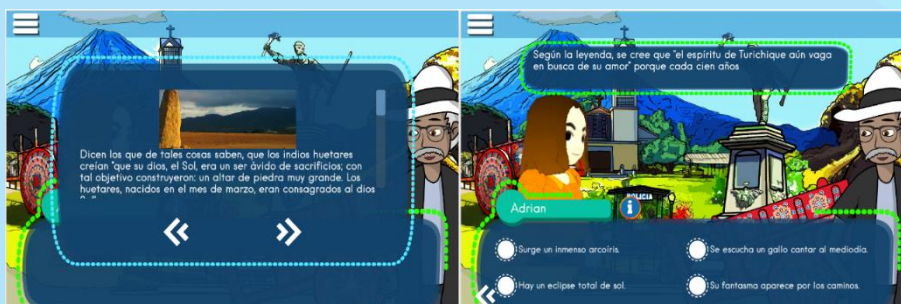 Dicen los que de tales cosas saben, que los indios huetares
creían "que su dios, el Sol, era un ser ávido de sacrificios; con
tal objetivo construyeron: un altar de piedra muy grande. Los
huetares, nacidos en el mes de marzo, eran consagrados al dios
Según la leyenda, se cree que "el espíritu de Turichique aún vaga
en busca de su amor" porque cada cien años
POLICIA
Adrian
Surge un inmenso arcoíris.
Se escucha un gallo cantar al mediodía.
Hay un eclipse total de sol.
Su fantasma aparece por los caminos.